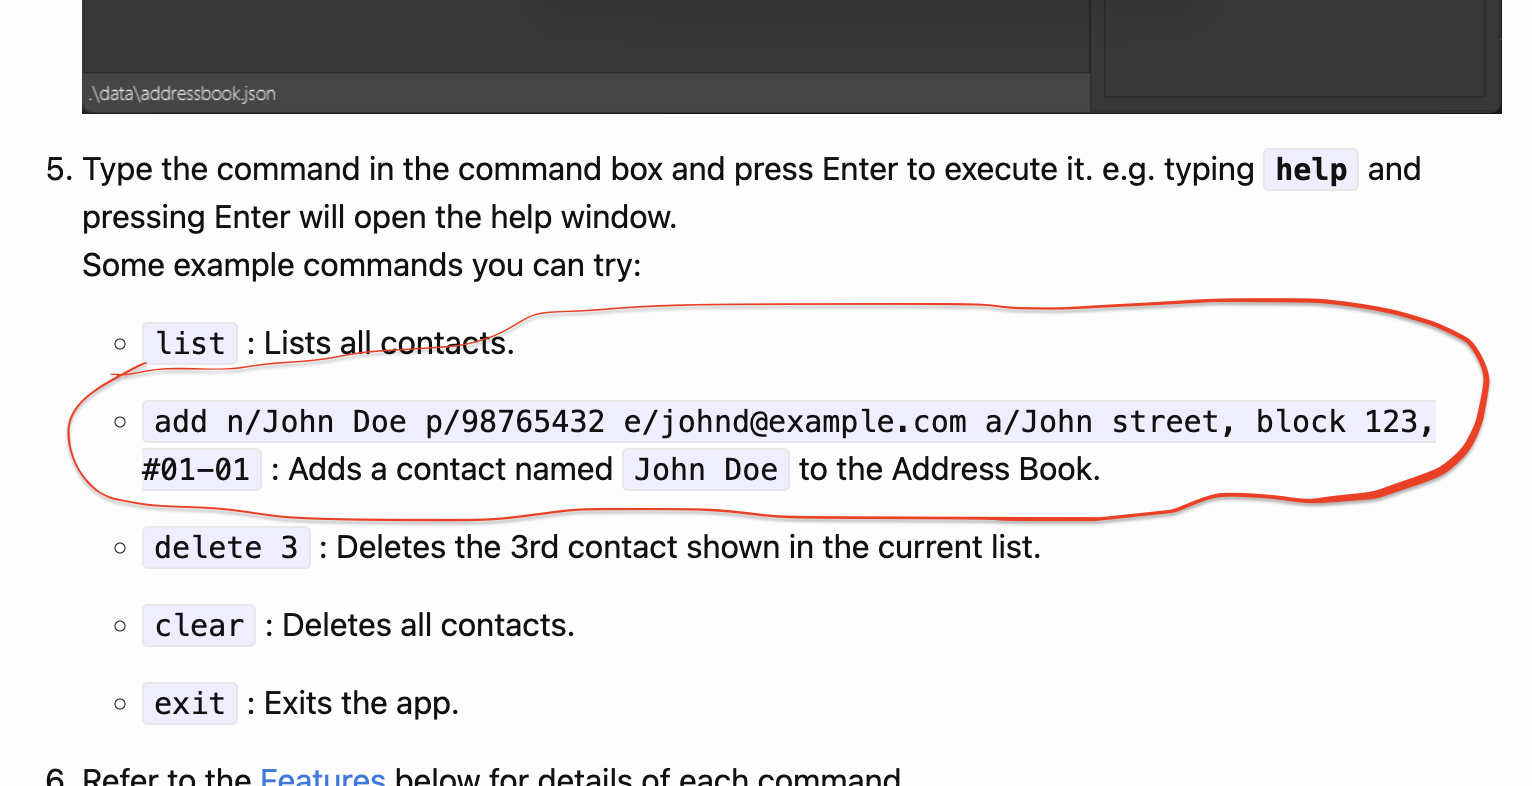 .\data\addressbook.json
5. Type the command in the command box and press Enter to execute it. e.g. typing help and
pressing Enter will open the help window.
Some example commands you can try:
list : Lists all contacts.
add n/John Doe p/98765432 e/johnd@example.com a/John street, block 123,
#01-01 : Adds a contact named John Doe to the Address Book.
delete 3 : Deletes the 3rd contact shown in the current list.
clear : Deletes all contacts.
exit : Exits the app.
6. Refer to the Features below for details of each command